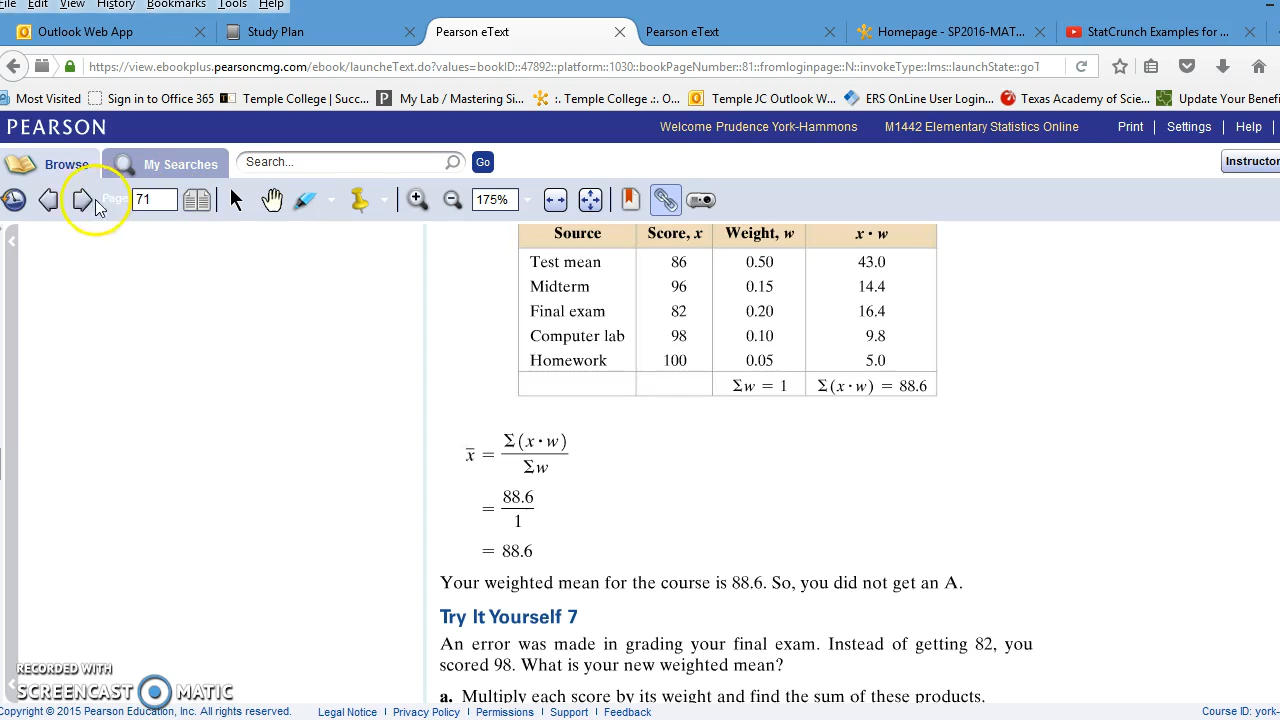 File Edit View History Bookmarks Tools Help
Outlook Web App Study Plan Pearson eText Pearson eText Homepage - SP2016-MAT... StatCrunch Examples for ...
https://view.ebookplus.pearsoncmg.com/ebook/launcheText.do?values=bookID::47892::platform::1030::bookPageNumber::81::fromloginpage::N::invokeType::lms::launchState::goT
Most Visited Sign in to Office 365 Temple College | Succ... My Lab / Mastering Si... :. Temple College .:. O... Temple JC Outlook W... ERS OnLine User Login... Texas Academy of Scie... Update Your Benefi
PEARSON Welcome Prudence York-Hammons M1442 Elementary Statistics Online Print Settings Help
Browse My Searches Search... Go Instructor
Page 71 175%
Source Score, x Weight, w x · w
Test mean 86 0.50 43.0
Midterm 96 0.15 14.4
Final exam 82 0.20 16.4
Computer lab 98 0.10 9.8
Homework 100 0.05 5.0
Σw = 1 Σ(x · w) = 88.6
x̄ = Σ(x · w) / Σw
= 88.6 / 1
= 88.6
Your weighted mean for the course is 88.6. So, you did not get an A.
Try It Yourself 7
An error was made in grading your final exam. Instead of getting 82, you
scored 98. What is your new weighted mean?
a. Multiply each score by its weight and find the sum of these products.
RECORDED WITH
SCREENCAST MATIC
Copyright © 2015 Pearson Education, Inc. All rights reserved. Legal Notice | Privacy Policy | Permissions | Support | Feedback Course ID: york-